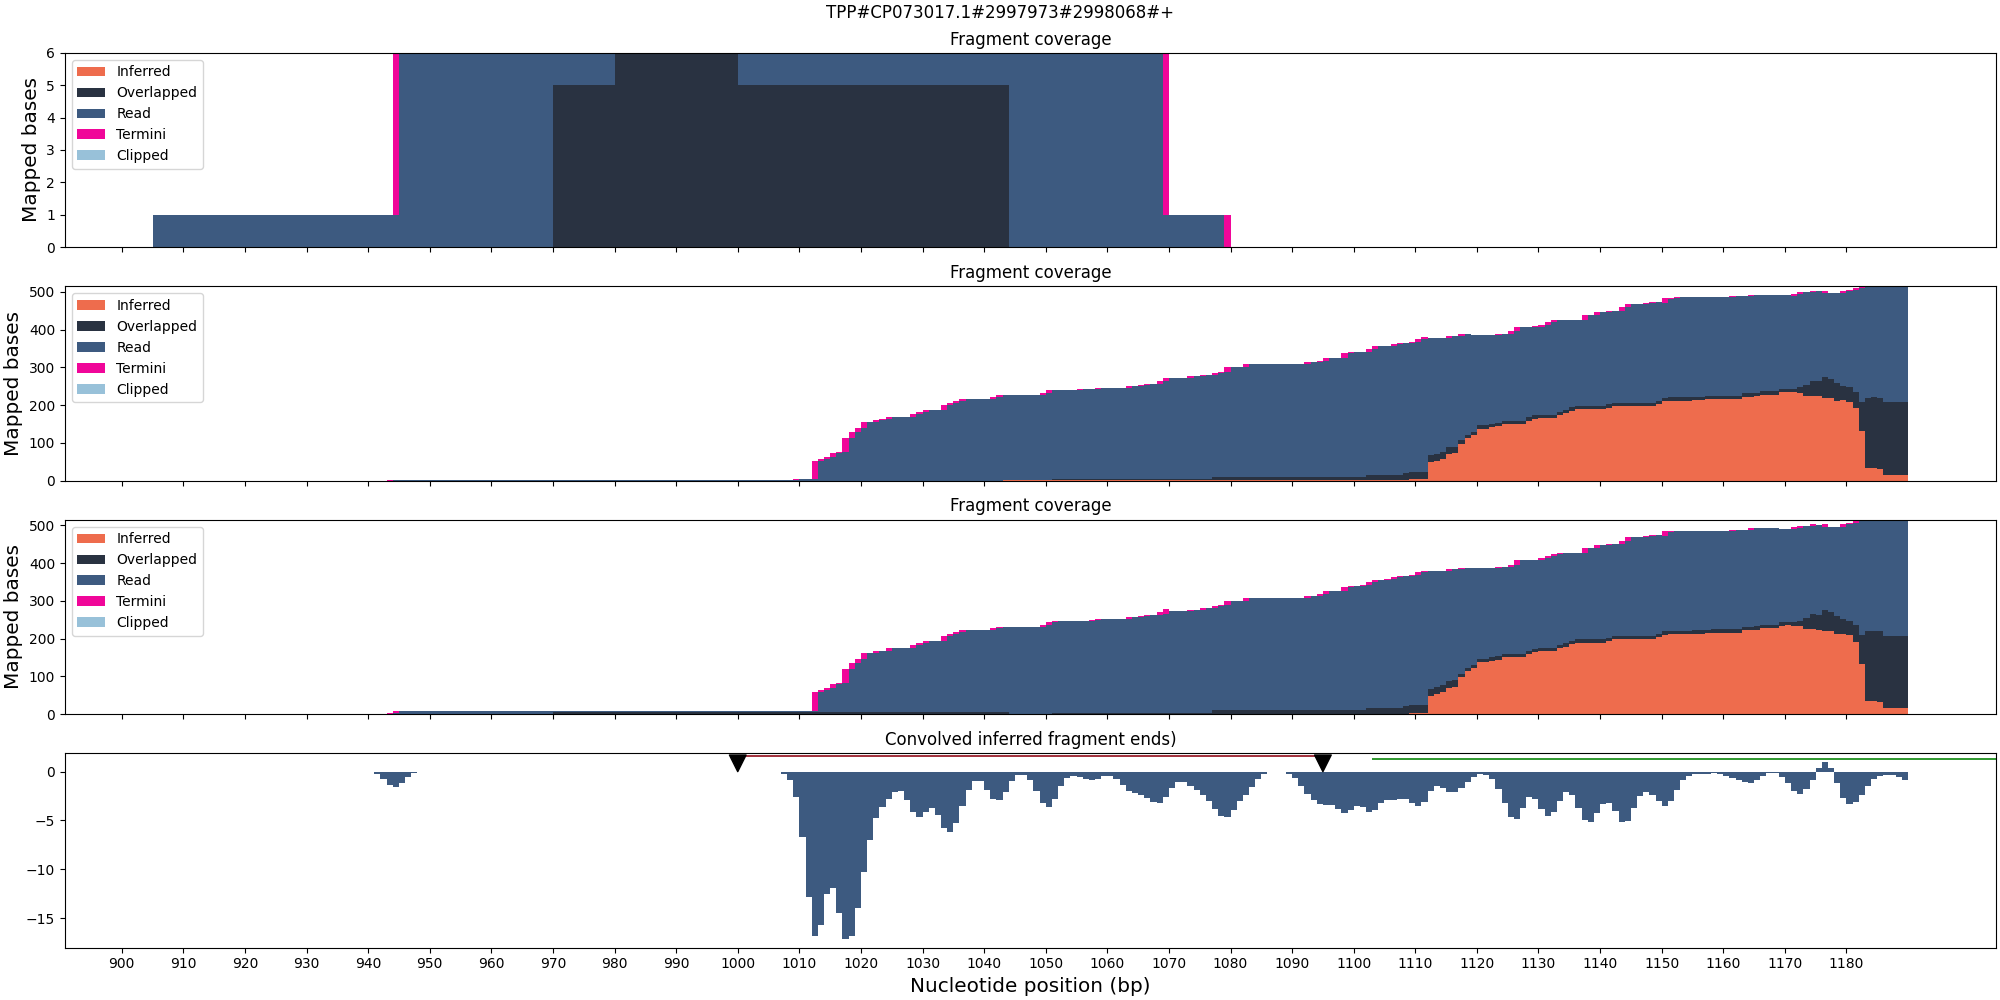 TPP#CP073017.1#2997973#2998068#+
Fragment coverage
Mapped bases
6
5
4
3
2
1
0
Inferred
Overlapped
Read
Termini
Clipped
Fragment coverage
Mapped bases
500
400
300
200
100
0
Inferred
Overlapped
Read
Termini
Clipped
Fragment coverage
Mapped bases
500
400
300
200
100
0
Inferred
Overlapped
Read
Termini
Clipped
Convolved inferred fragment ends)
0
−5
−10
−15
900 910 920 930 940 950 960 970 980 990 1000 1010 1020 1030 1040 1050 1060 1070 1080 1090 1100 1110 1120 1130 1140 1150 1160 1170 1180
Nucleotide position (bp)